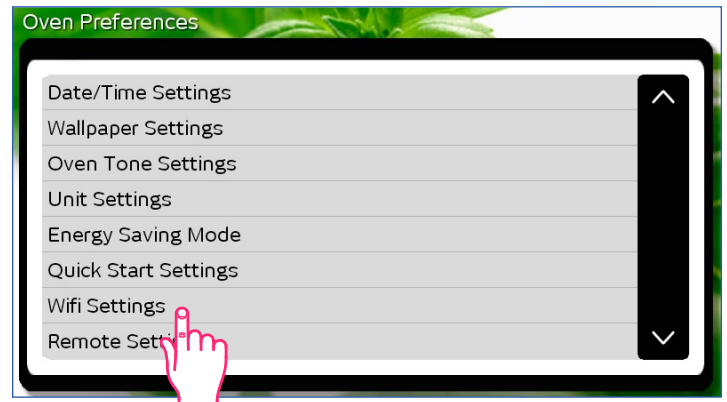 Oven Preferences
Date/Time Settings
Wallpaper Settings
Oven Tone Settings
Unit Settings
Energy Saving Mode
Quick Start Settings
Wifi Settings
Remote